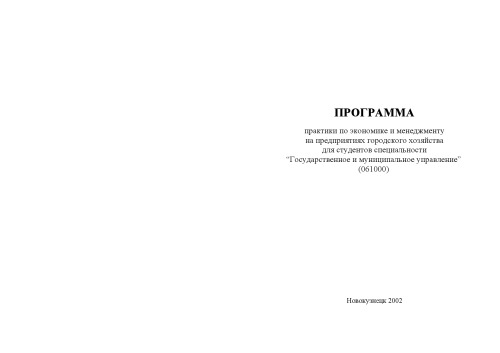 ПРОГРАММА
практики по экономике и менеджменту
на предприятиях городского хозяйства
для студентов специальности
“Государственное и муниципальное управление”
(061000)
Новокузнецк 2002